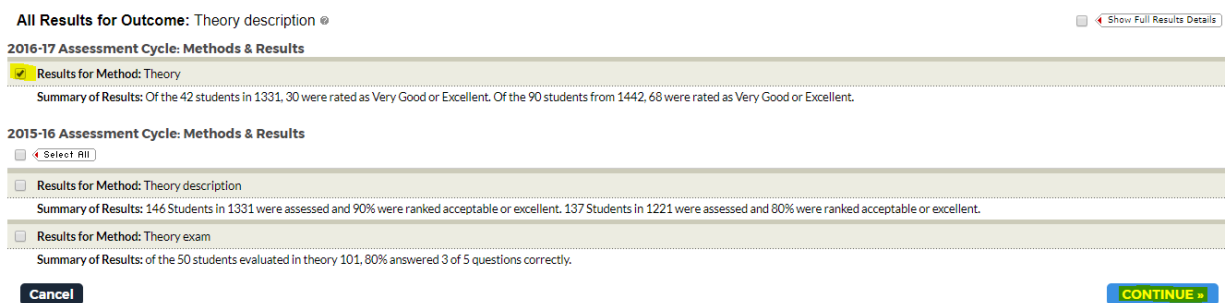 All Results for Outcome: Theory description
Show Full Results Details
2016-17 Assessment Cycle: Methods & Results
Results for Method: Theory
Summary of Results: Of the 42 students in 1331, 30 were rated as Very Good or Excellent. Of the 90 students from 1442, 68 were rated as Very Good or Excellent.
2015-16 Assessment Cycle: Methods & Results
Select All
Results for Method: Theory description
Summary of Results: 146 Students in 1331 were assessed and 90% were ranked acceptable or excellent. 137 Students in 1221 were assessed and 80% were ranked acceptable or excellent.
Results for Method: Theory exam
Summary of Results: of the 50 students evaluated in theory 101, 80% answered 3 of 5 questions correctly.
Cancel
CONTINUE »